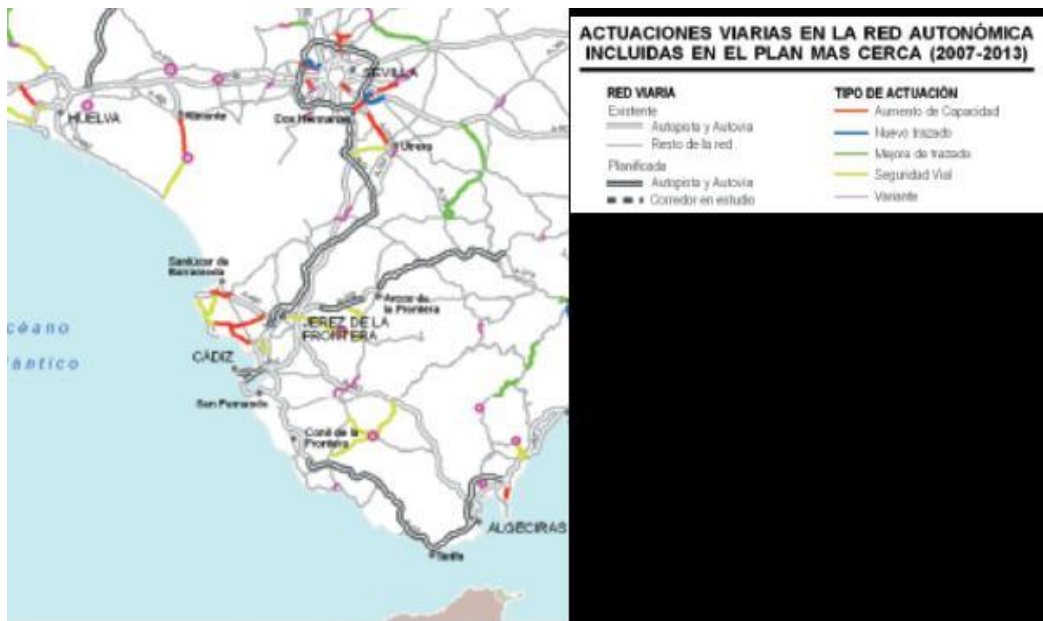 ACTUACIONES VIARIAS EN LA RED AUTONÓMICA
INCLUIDAS EN EL PLAN MAS CERCA (2007-2013)
RED VIARIA
Existente
Autopista y Autovia
Resto de la red
Planificada
Autopista y Autovia
Corredor en estudio
TIPO DE ACTUACIÓN
Aumento de Capacidad
Nuevo trazado
Mejora de trazado
Seguridad Vial
Variante
SEVILLA
HUELVA
Almonte
Dos Hermanas
Utrera
Sanlúcar de
Barrameda
Arcos de
la Frontera
JEREZ DE LA
FRONTERA
céano
lántico
CÁDIZ
San Fernando
Conil de la
Frontera
ALGECIRAS
Tarifa